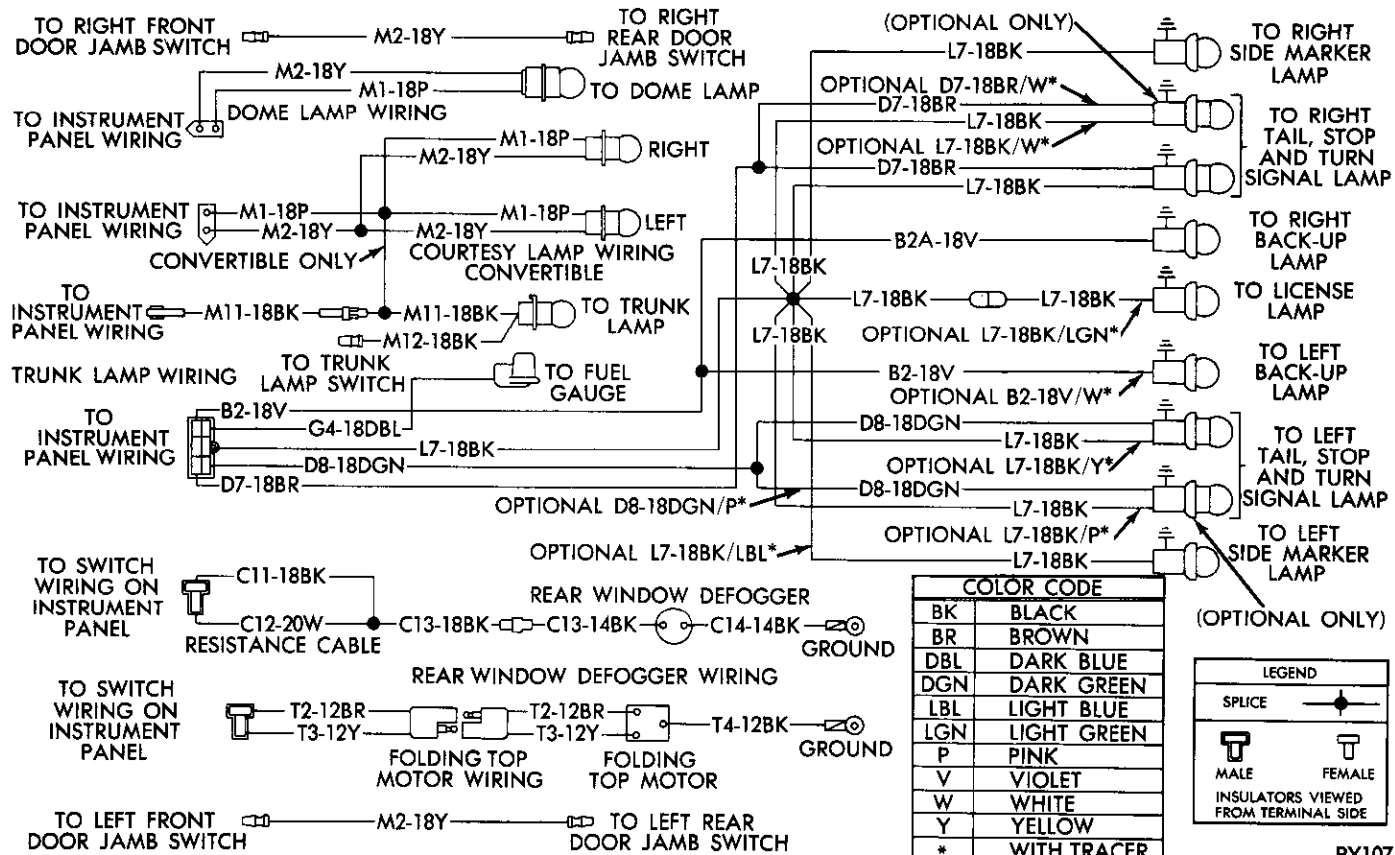 TO RIGHT FRONT
DOOR JAMB SWITCH
M2-18Y
TO RIGHT
REAR DOOR
JAMB SWITCH
M2-18Y
M1-18P
TO DOME LAMP
TO INSTRUMENT
PANEL WIRING
DOME LAMP WIRING
M1-18P
M2-18Y
RIGHT
TO INSTRUMENT
PANEL WIRING
M1-18P
M2-18Y
M1-18P
M2-18Y
LEFT
CONVERTIBLE ONLY
COURTESY LAMP WIRING
CONVERTIBLE
TO
INSTRUMENT
PANEL WIRING
M11-18BK
M11-18BK
TO TRUNK
LAMP
M12-18BK
TO TRUNK
LAMP SWITCH
TRUNK LAMP WIRING
TO FUEL
GAUGE
TO
INSTRUMENT
PANEL WIRING
B2-18V
G4-18DBL
L7-18BK
D8-18DGN
D7-18BR
(OPTIONAL ONLY)
L7-18BK
TO RIGHT
SIDE MARKER
LAMP
OPTIONAL D7-18BR/W*
D7-18BR
L7-18BK
OPTIONAL L7-18BK/W*
D7-18BR
L7-18BK
TO RIGHT
TAIL, STOP
AND TURN
SIGNAL LAMP
B2A-18V
TO RIGHT
BACK-UP
LAMP
L7-18BK
L7-18BK
L7-18BK
TO LICENSE
LAMP
OPTIONAL L7-18BK/LGN*
L7-18BK
B2-18V
OPTIONAL B2-18V/W*
TO LEFT
BACK-UP
LAMP
D8-18DGN
L7-18BK
OPTIONAL L7-18BK/Y*
D8-18DGN
OPTIONAL D8-18DGN/P*
L7-18BK
OPTIONAL L7-18BK/P*
TO LEFT
TAIL, STOP
AND TURN
SIGNAL LAMP
OPTIONAL L7-18BK/LBL*
L7-18BK
TO LEFT
SIDE MARKER
LAMP
(OPTIONAL ONLY)
TO SWITCH
WIRING ON
INSTRUMENT
PANEL
C11-18BK
C12-20W
RESISTANCE CABLE
C13-18BK
C13-14BK
REAR WINDOW DEFOGGER
C14-14BK
GROUND
REAR WINDOW DEFOGGER WIRING
TO SWITCH
WIRING ON
INSTRUMENT
PANEL
T2-12BR
T3-12Y
FOLDING TOP
MOTOR WIRING
T2-12BR
T3-12Y
FOLDING
TOP MOTOR
T4-12BK
GROUND
TO LEFT FRONT
DOOR JAMB SWITCH
M2-18Y
TO LEFT REAR
DOOR JAMB SWITCH
COLOR CODE
BK BLACK
BR BROWN
DBL DARK BLUE
DGN DARK GREEN
LBL LIGHT BLUE
LGN LIGHT GREEN
P PINK
V VIOLET
W WHITE
Y YELLOW
* WITH TRACER
LEGEND
SPLICE
MALE FEMALE
INSULATORS VIEWED
FROM TERMINAL SIDE
PY107